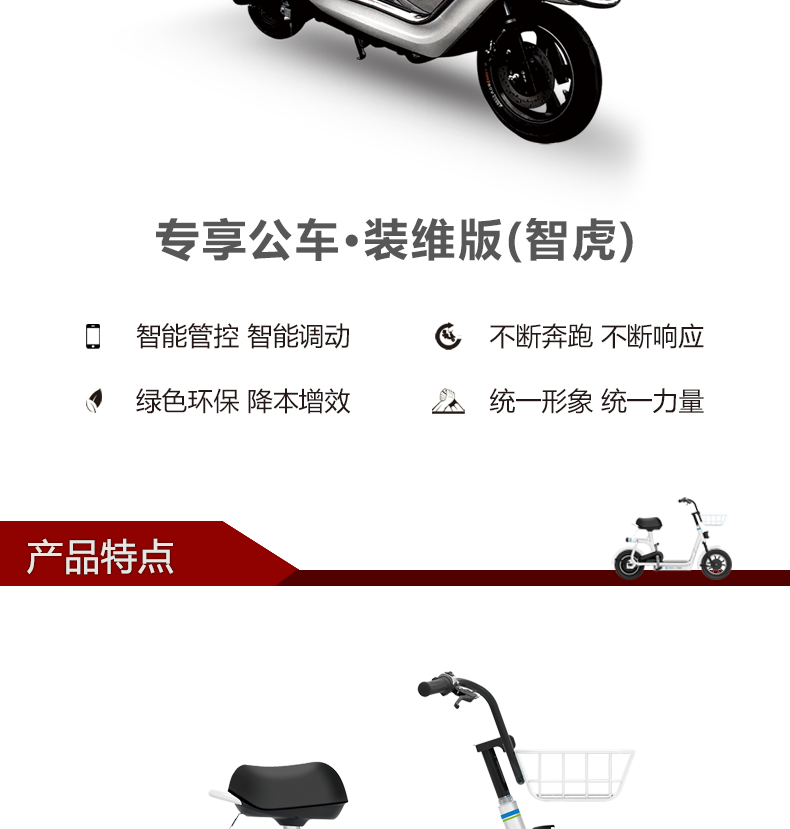 专享公车·装维版(智虎)
智能管控 智能调动
不断奔跑 不断响应
绿色环保 降本增效
统一形象 统一力量
产品特点